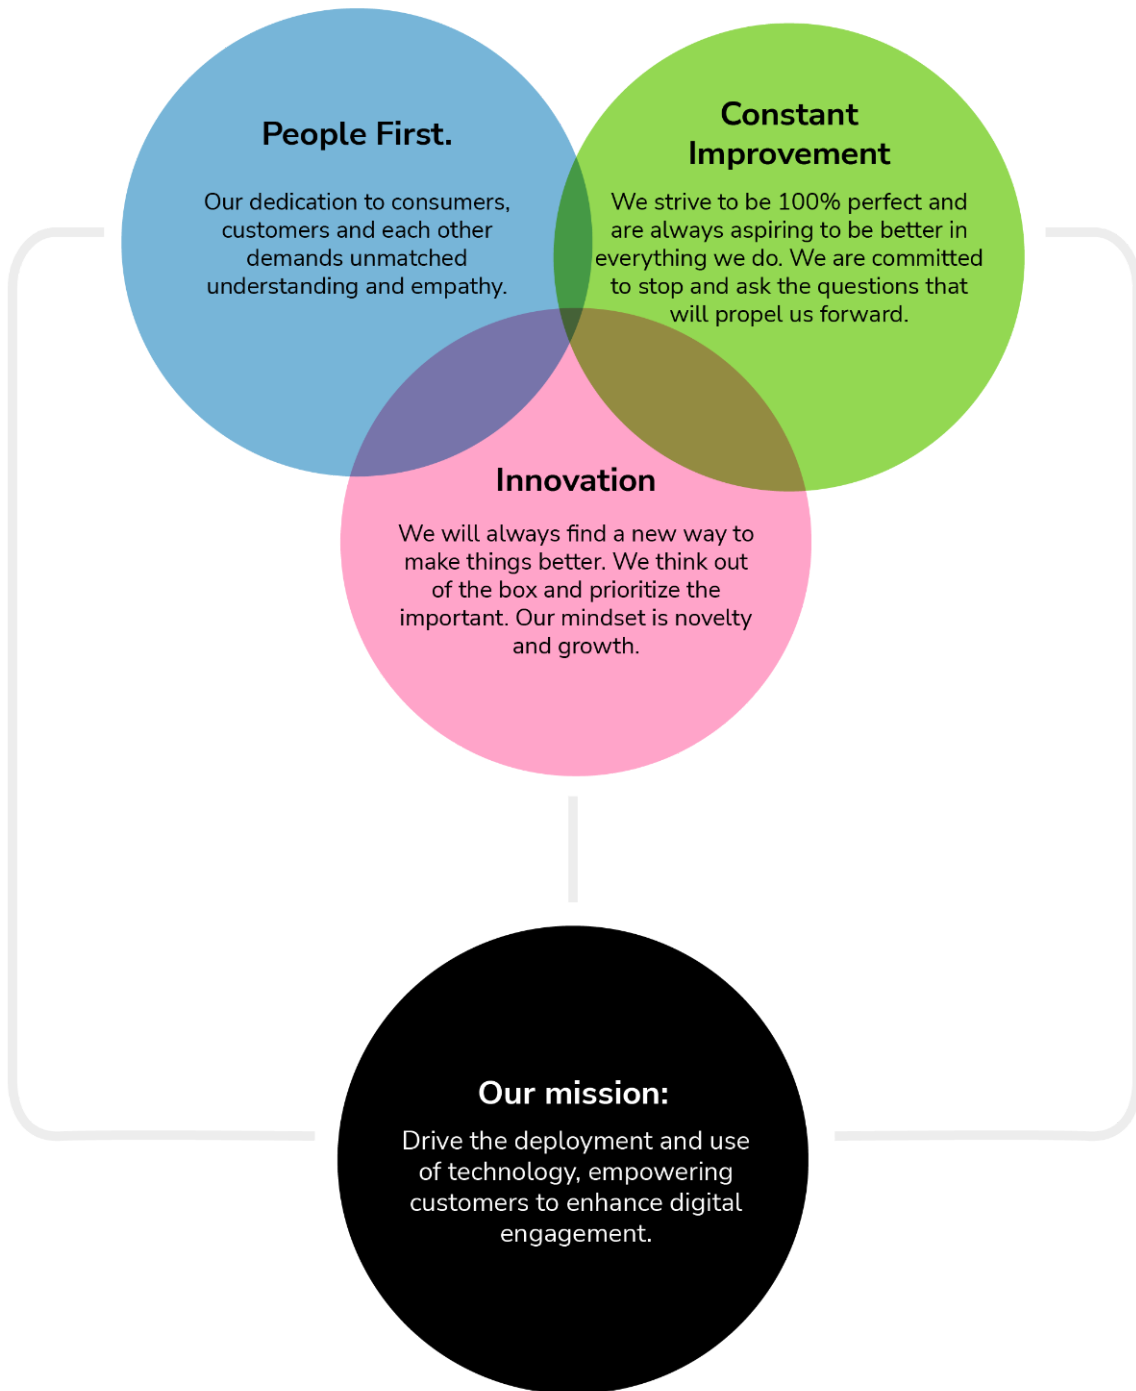 People First.
Our dedication to consumers,
customers and each other
demands unmatched
understanding and empathy.
Constant
Improvement
We strive to be 100% perfect and
are always aspiring to be better in
everything we do. We are committed
to stop and ask the questions that
will propel us forward.
Innovation
We will always find a new way to
make things better. We think out
of the box and prioritize the
important. Our mindset is novelty
and growth.
Our mission:
Drive the deployment and use
of technology, empowering
customers to enhance digital
engagement.